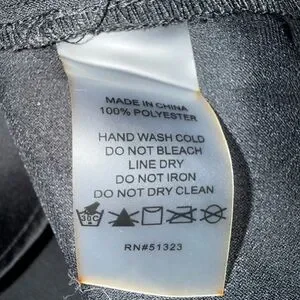 MADE IN CHINA
100% POLYESTER
HAND WASH COLD
DO NOT BLEACH
LINE DRY
DO NOT IRON
DO NOT DRY CLEAN
30C
RN#51323